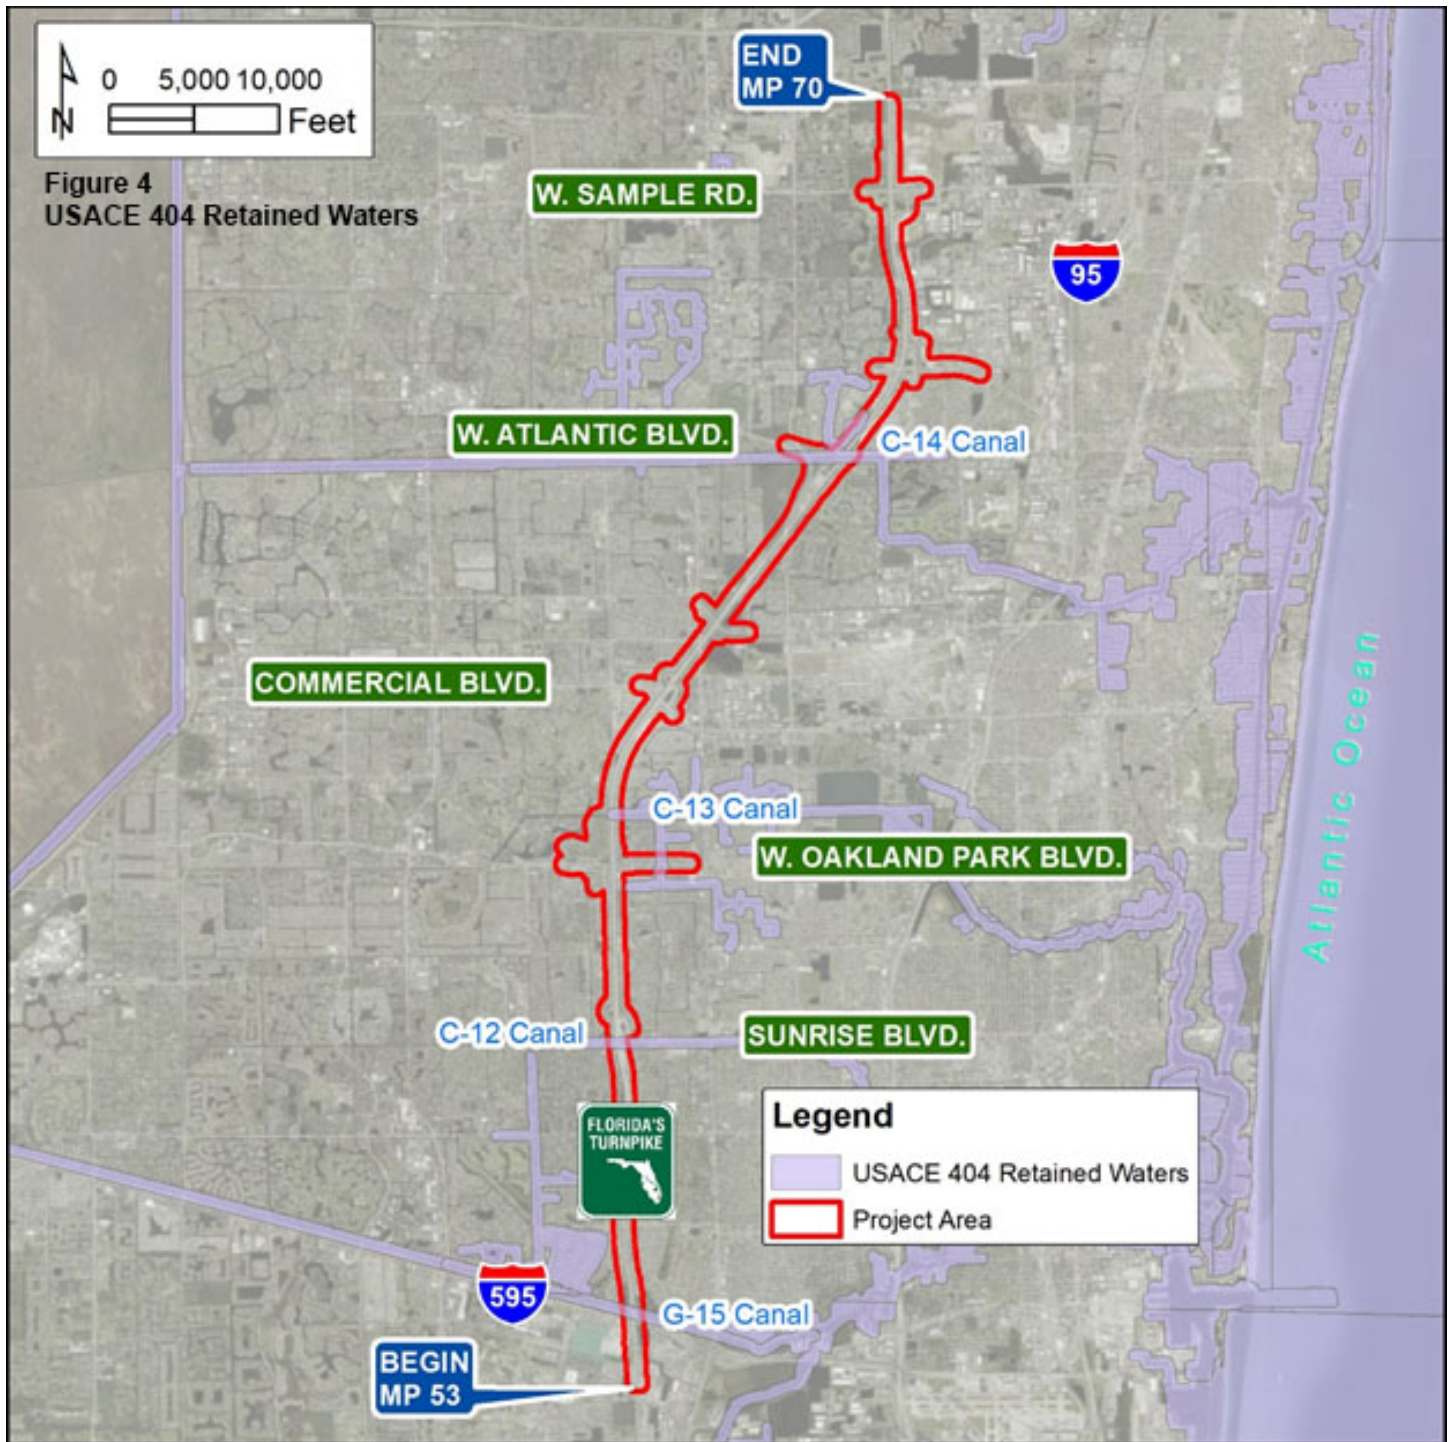 END
MP 70
0 5,000 10,000
Feet
N
Figure 4
USACE 404 Retained Waters
W. SAMPLE RD.
95
W. ATLANTIC BLVD.
C-14 Canal
COMMERCIAL BLVD.
Atlantic Ocean
C-13 Canal
W. OAKLAND PARK BLVD.
C-12 Canal
SUNRISE BLVD.
FLORIDA'S
TURNPIKE
Legend
USACE 404 Retained Waters
Project Area
595
G-15 Canal
BEGIN
MP 53